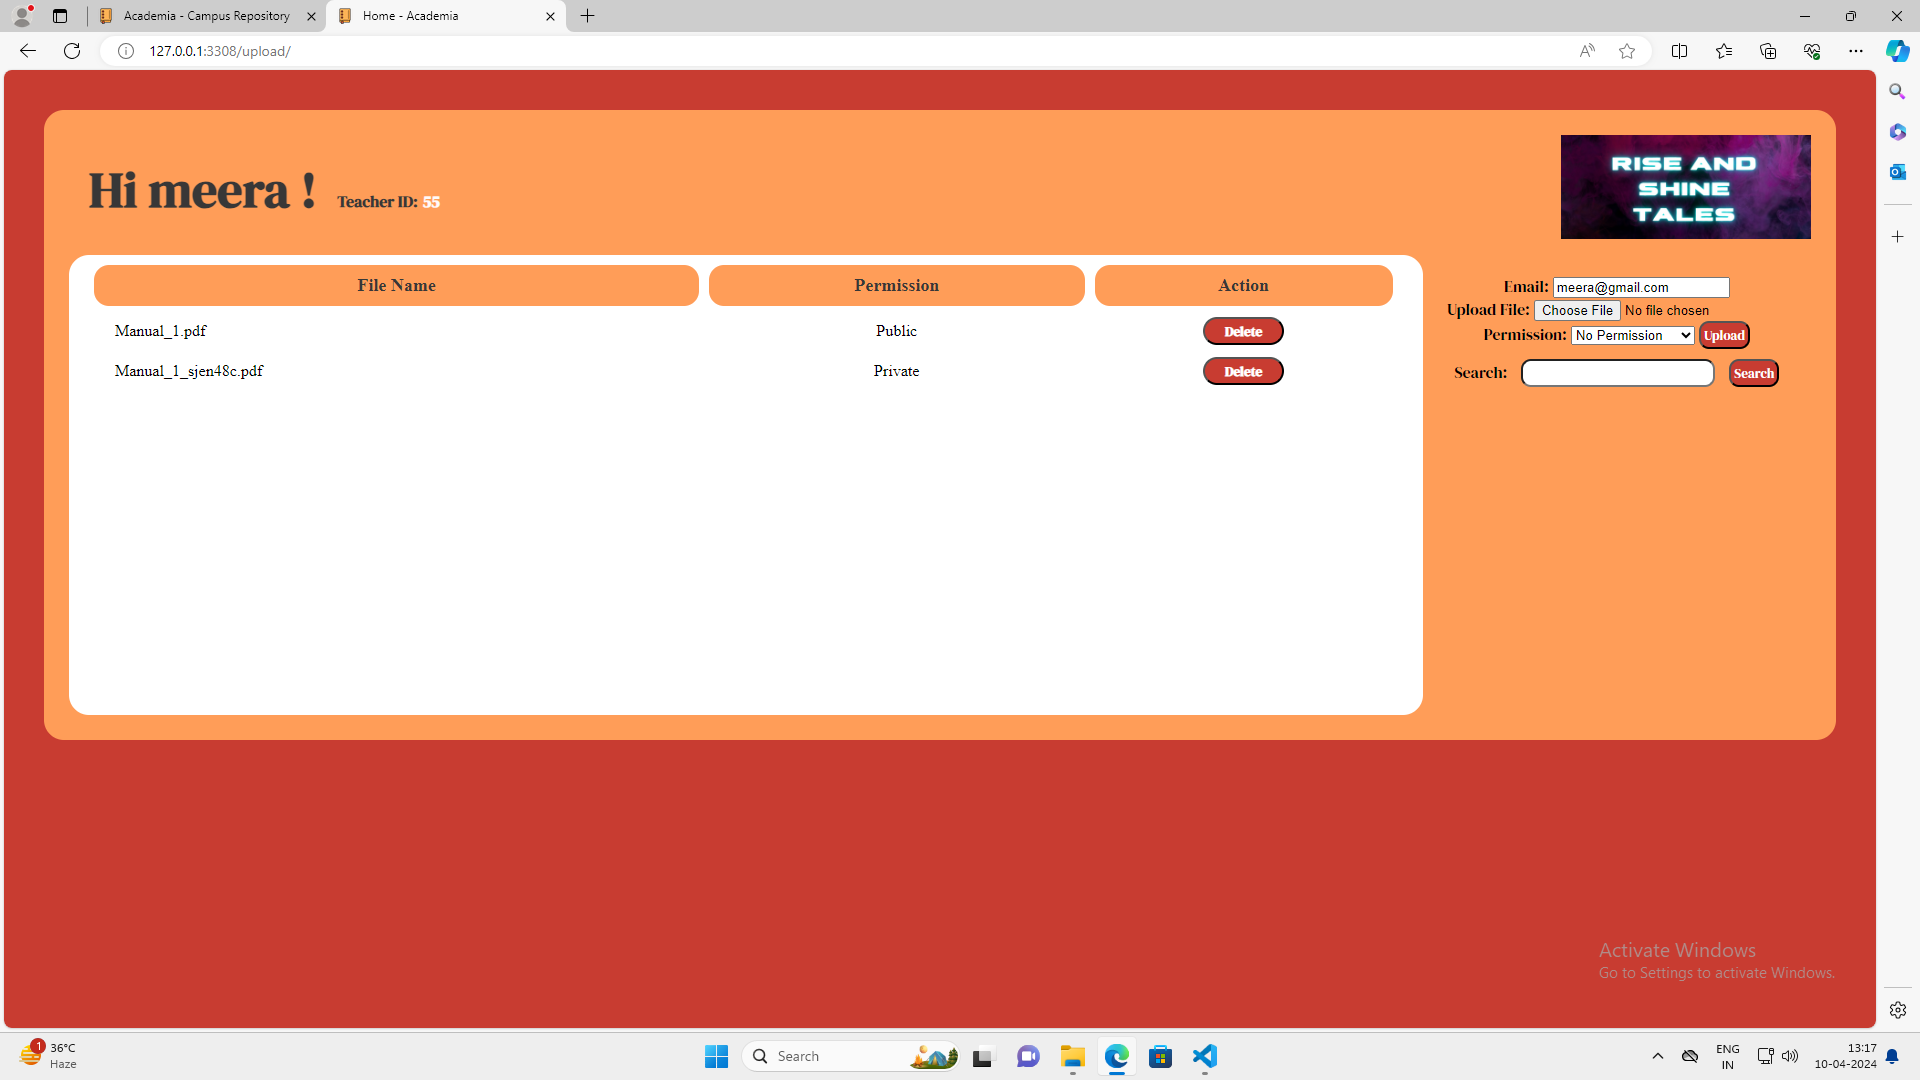 Academia - Campus Repository
Home - Academia
127.0.0.1:3308/upload/
RISE AND
SHINE
TALES
Hi meera ! Teacher ID: 55
File Name Permission Action
Manual_1.pdf Public Delete
Manual_1_sjen48c.pdf Private Delete
Email: meera@gmail.com
Upload File: Choose File No file chosen
Permission: No Permission Upload
Search: Search
Activate Windows
Go to Settings to activate Windows.
1
36°C
Haze
Search
ENG
IN
13:17
10-04-2024